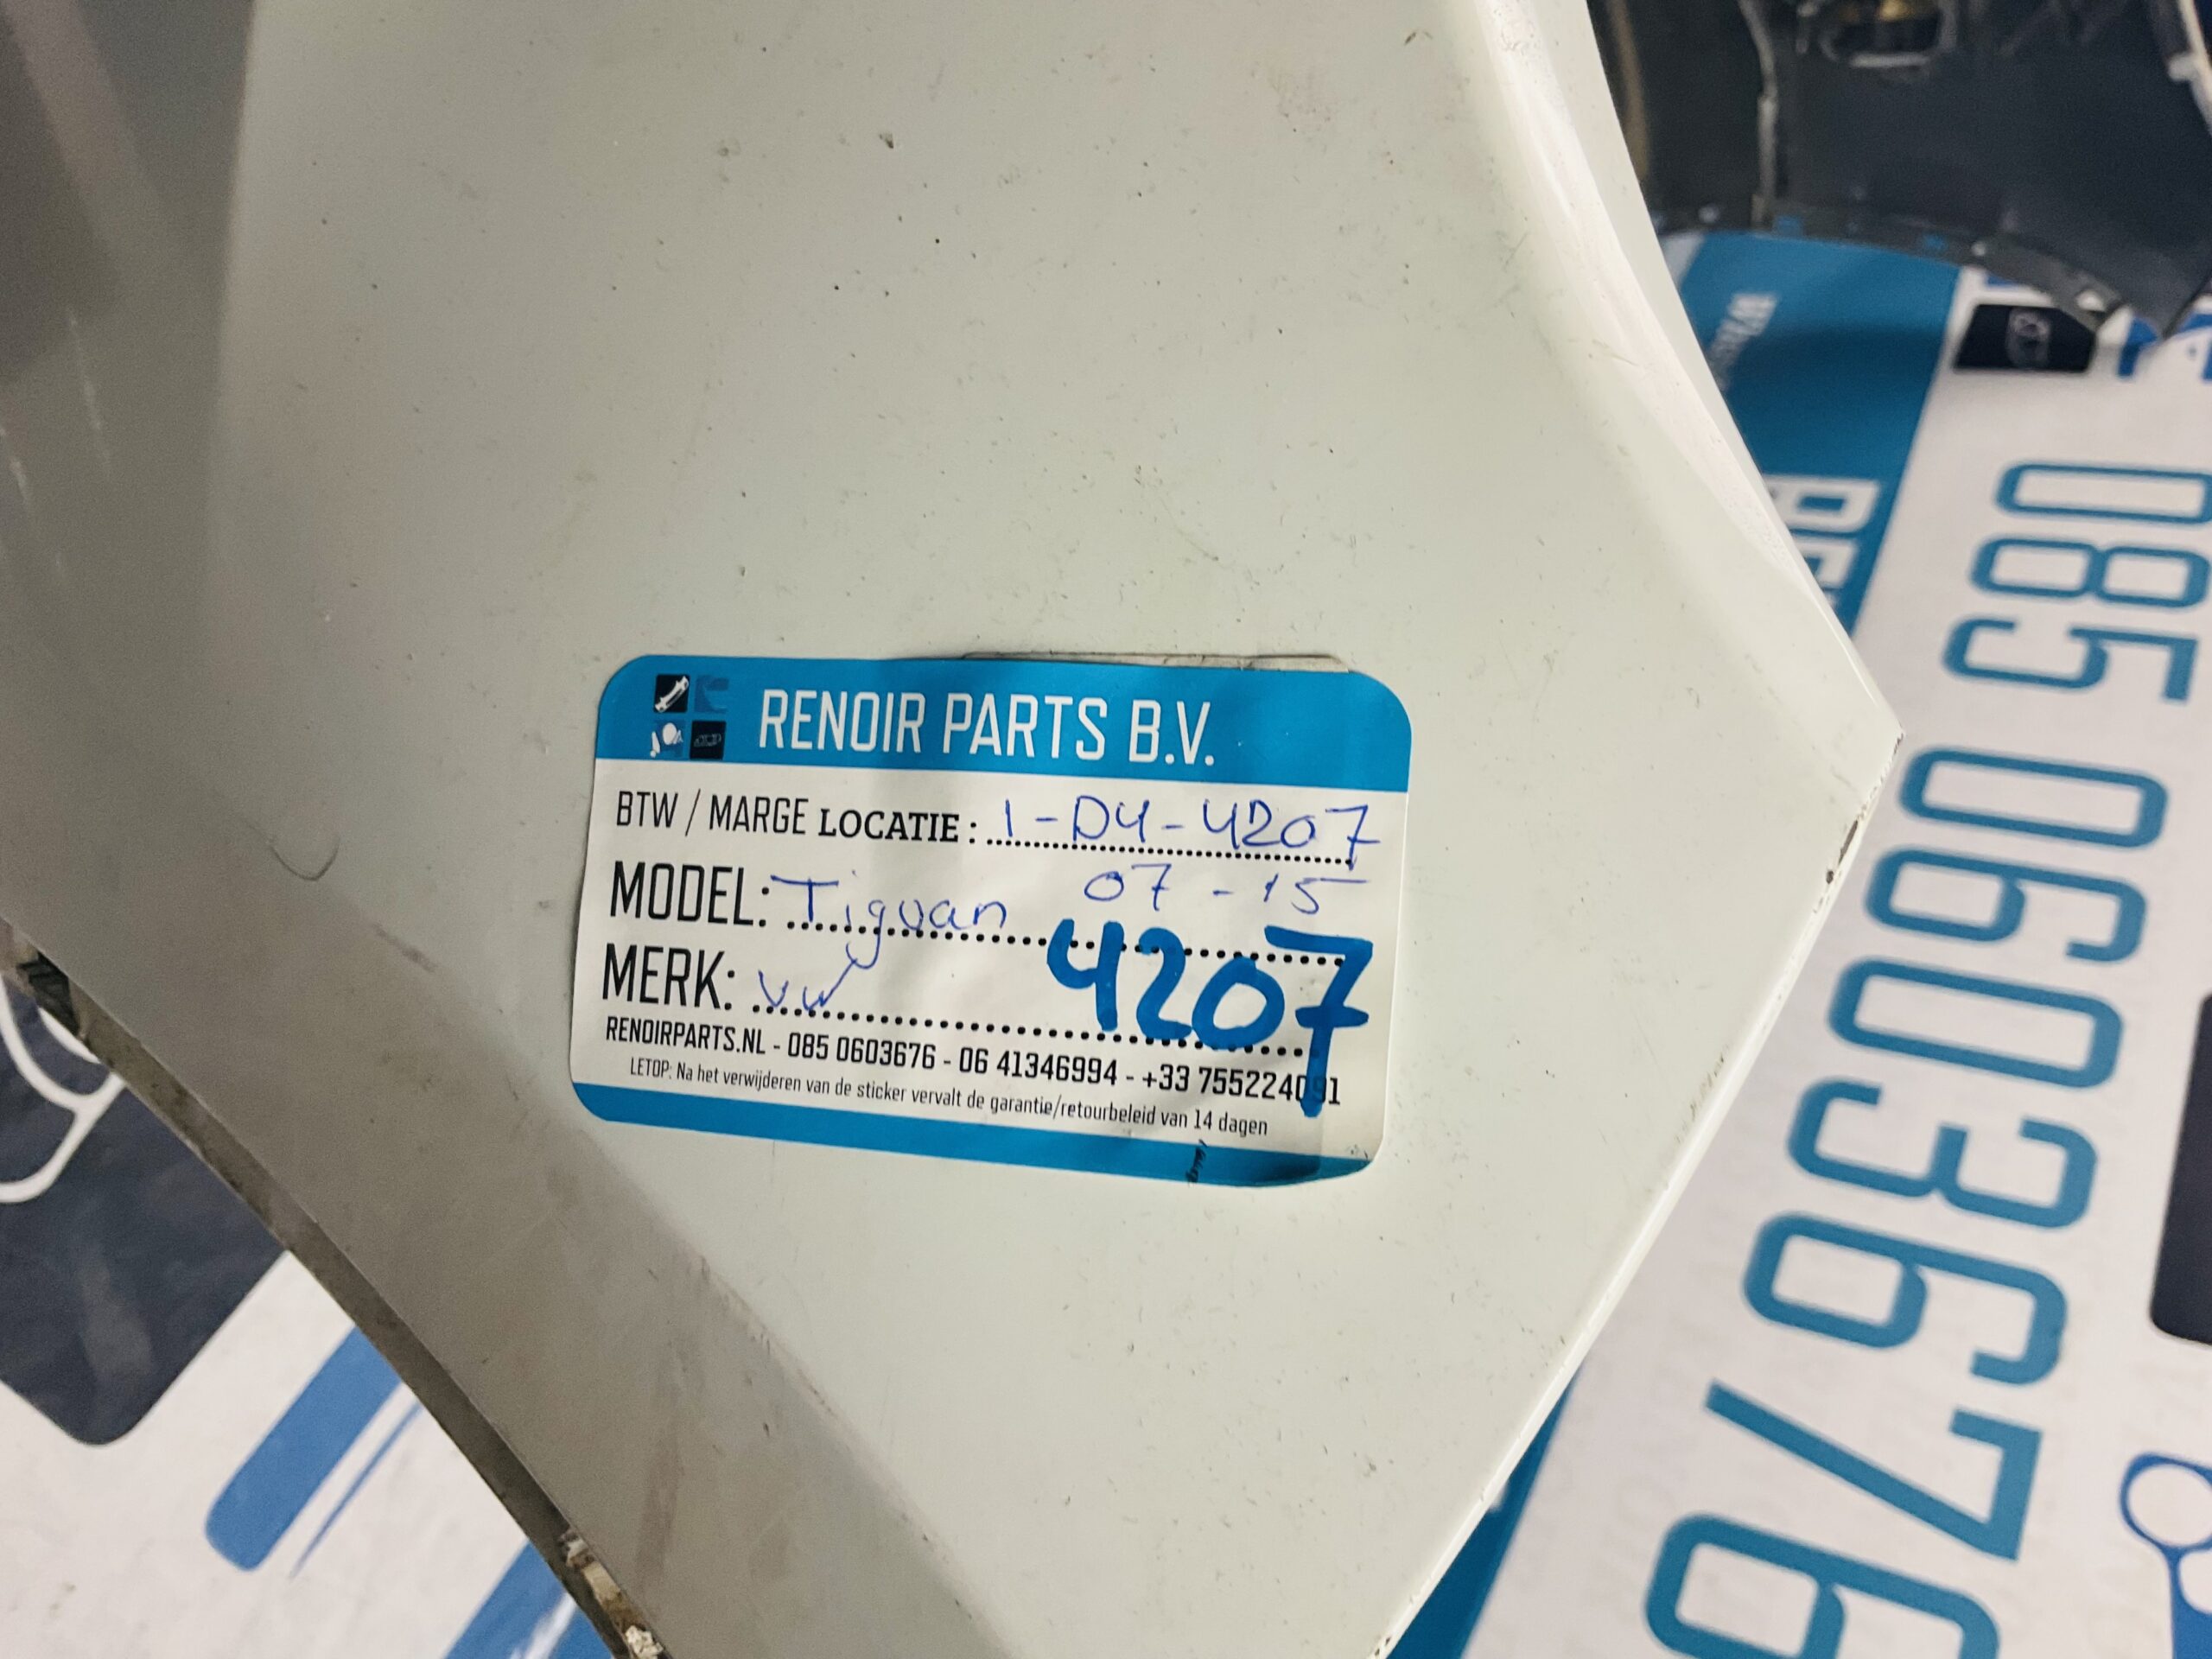 RENOIR PARTS B.V.
BTW / MARGE LOCATIE : 1-D4-4207
MODEL: Tiguan 07-15
MERK: VW 4207
RENOIRPARTS.NL - 085 0603676 - 06 41346994 - +33 755224091
LETOP: Na het verwijderen van de sticker vervalt de garantie/retourbeleid van 14 dagen
085 0603676